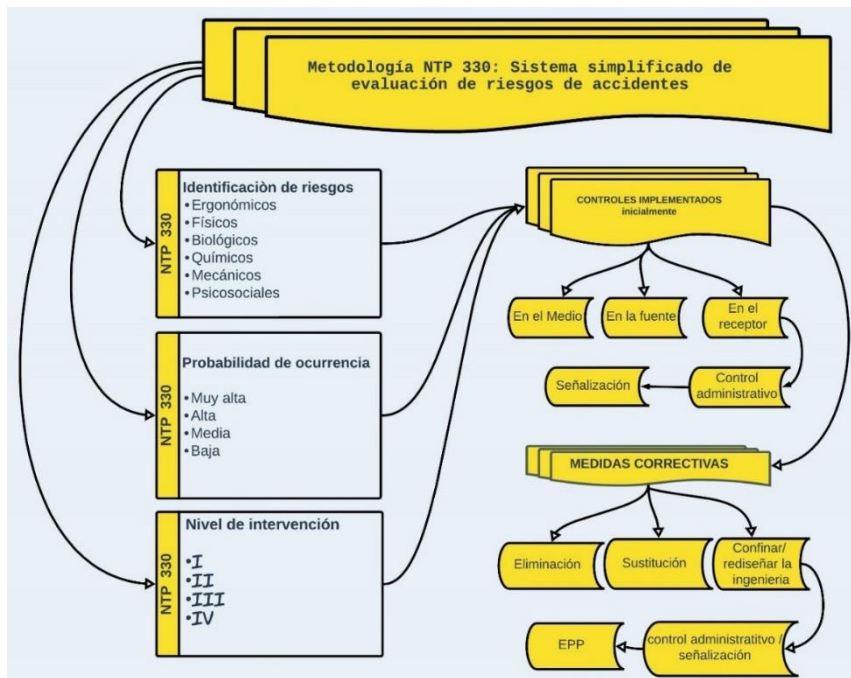 Metodología NTP 330: Sistema simplificado de
evaluación de riesgos de accidentes
NTP 330
Identificaciòn de riesgos
•Ergonómicos
•Físicos
•Biológicos
•Químicos
•Mecánicos
•Psicosociales
NTP 330
Probabilidad de ocurrencia
•Muy alta
•Alta
•Media
•Baja
NTP 330
Nivel de intervención
•I
•II
•III
•IV
CONTROLES IMPLEMENTADOS
inicialmente
En el Medio
En la fuente
En el
receptor
Señalización
Control
administrativo
MEDIDAS CORRECTIVAS
Eliminación
Sustitución
Confinar/
rediseñar la
ingenieria
EPP
control administratitvo /
señalización